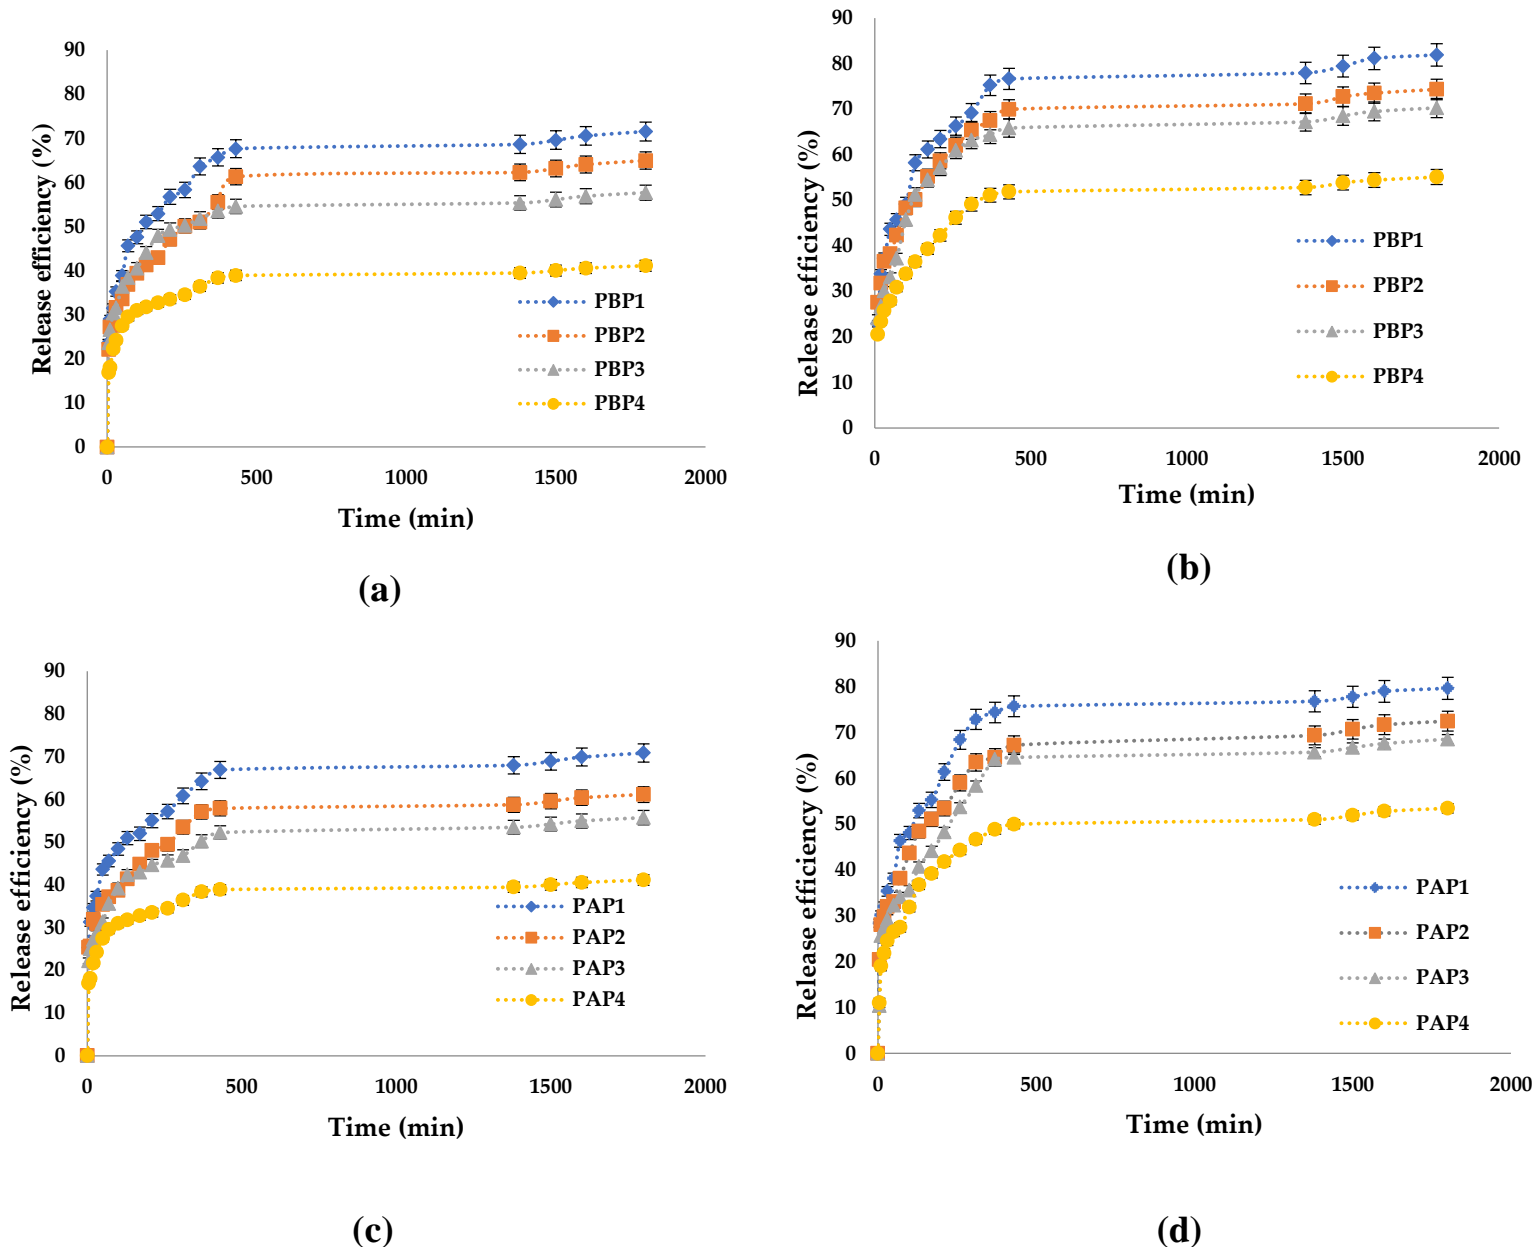 90
80
70
60
50
40
30
20
10
0
0 500 1000 1500 2000
Release efficiency (%)
Time (min)
PBP1
PBP2
PBP3
PBP4
(a)
90
80
70
60
50
40
30
20
10
0
0 500 1000 1500 2000
Release efficiency (%)
Time (min)
PBP1
PBP2
PBP3
PBP4
(b)
90
80
70
60
50
40
30
20
10
0
0 500 1000 1500 2000
Release efficiency (%)
Time (min)
PAP1
PAP2
PAP3
PAP4
(c)
90
80
70
60
50
40
30
20
10
0
0 500 1000 1500 2000
Release efficiency (%)
Time (min)
PAP1
PAP2
PAP3
PAP4
(d)